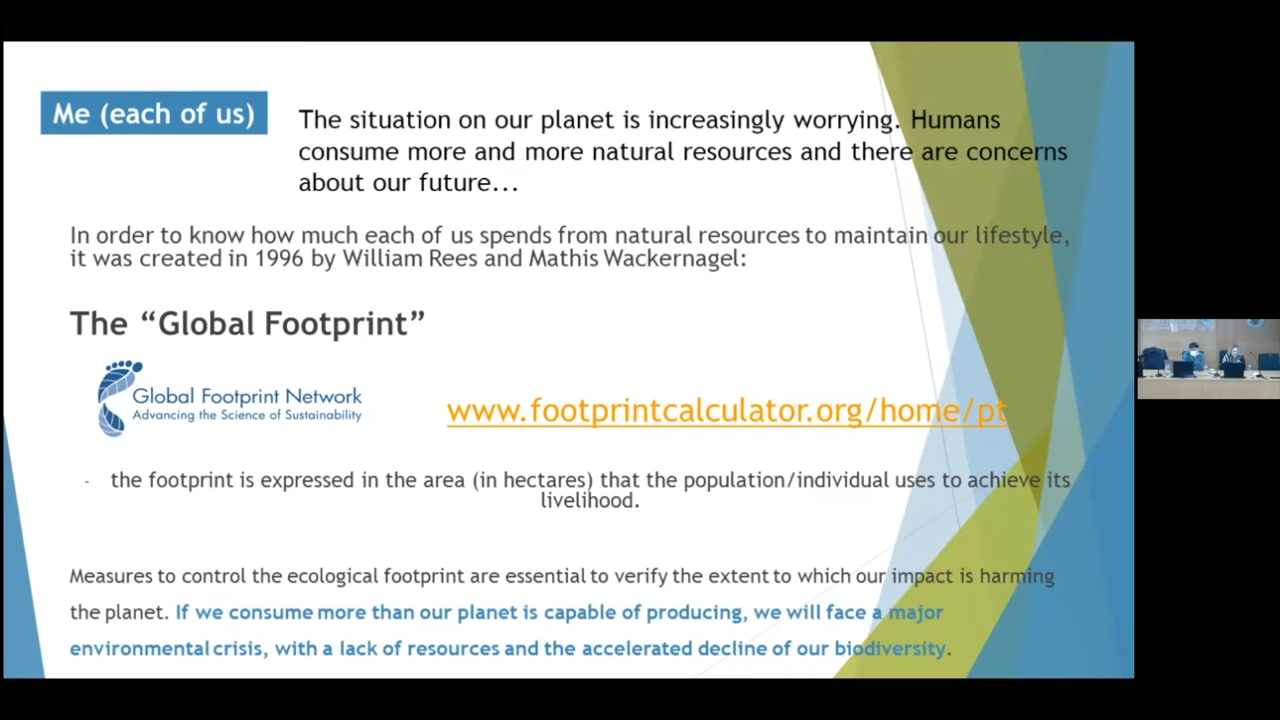 Me (each of us)
The situation on our planet is increasingly worrying. Humans
consume more and more natural resources and there are concerns
about our future...
In order to know how much each of us spends from natural resources to maintain our lifestyle,
it was created in 1996 by William Rees and Mathis Wackernagel:
The “Global Footprint”
Global Footprint Network
Advancing the Science of Sustainability
www.footprintcalculator.org/home/pt
- the footprint is expressed in the area (in hectares) that the population/individual uses to achieve its
livelihood.
Measures to control the ecological footprint are essential to verify the extent to which our impact is harming
the planet. If we consume more than our planet is capable of producing, we will face a major
environmental crisis, with a lack of resources and the accelerated decline of our biodiversity.